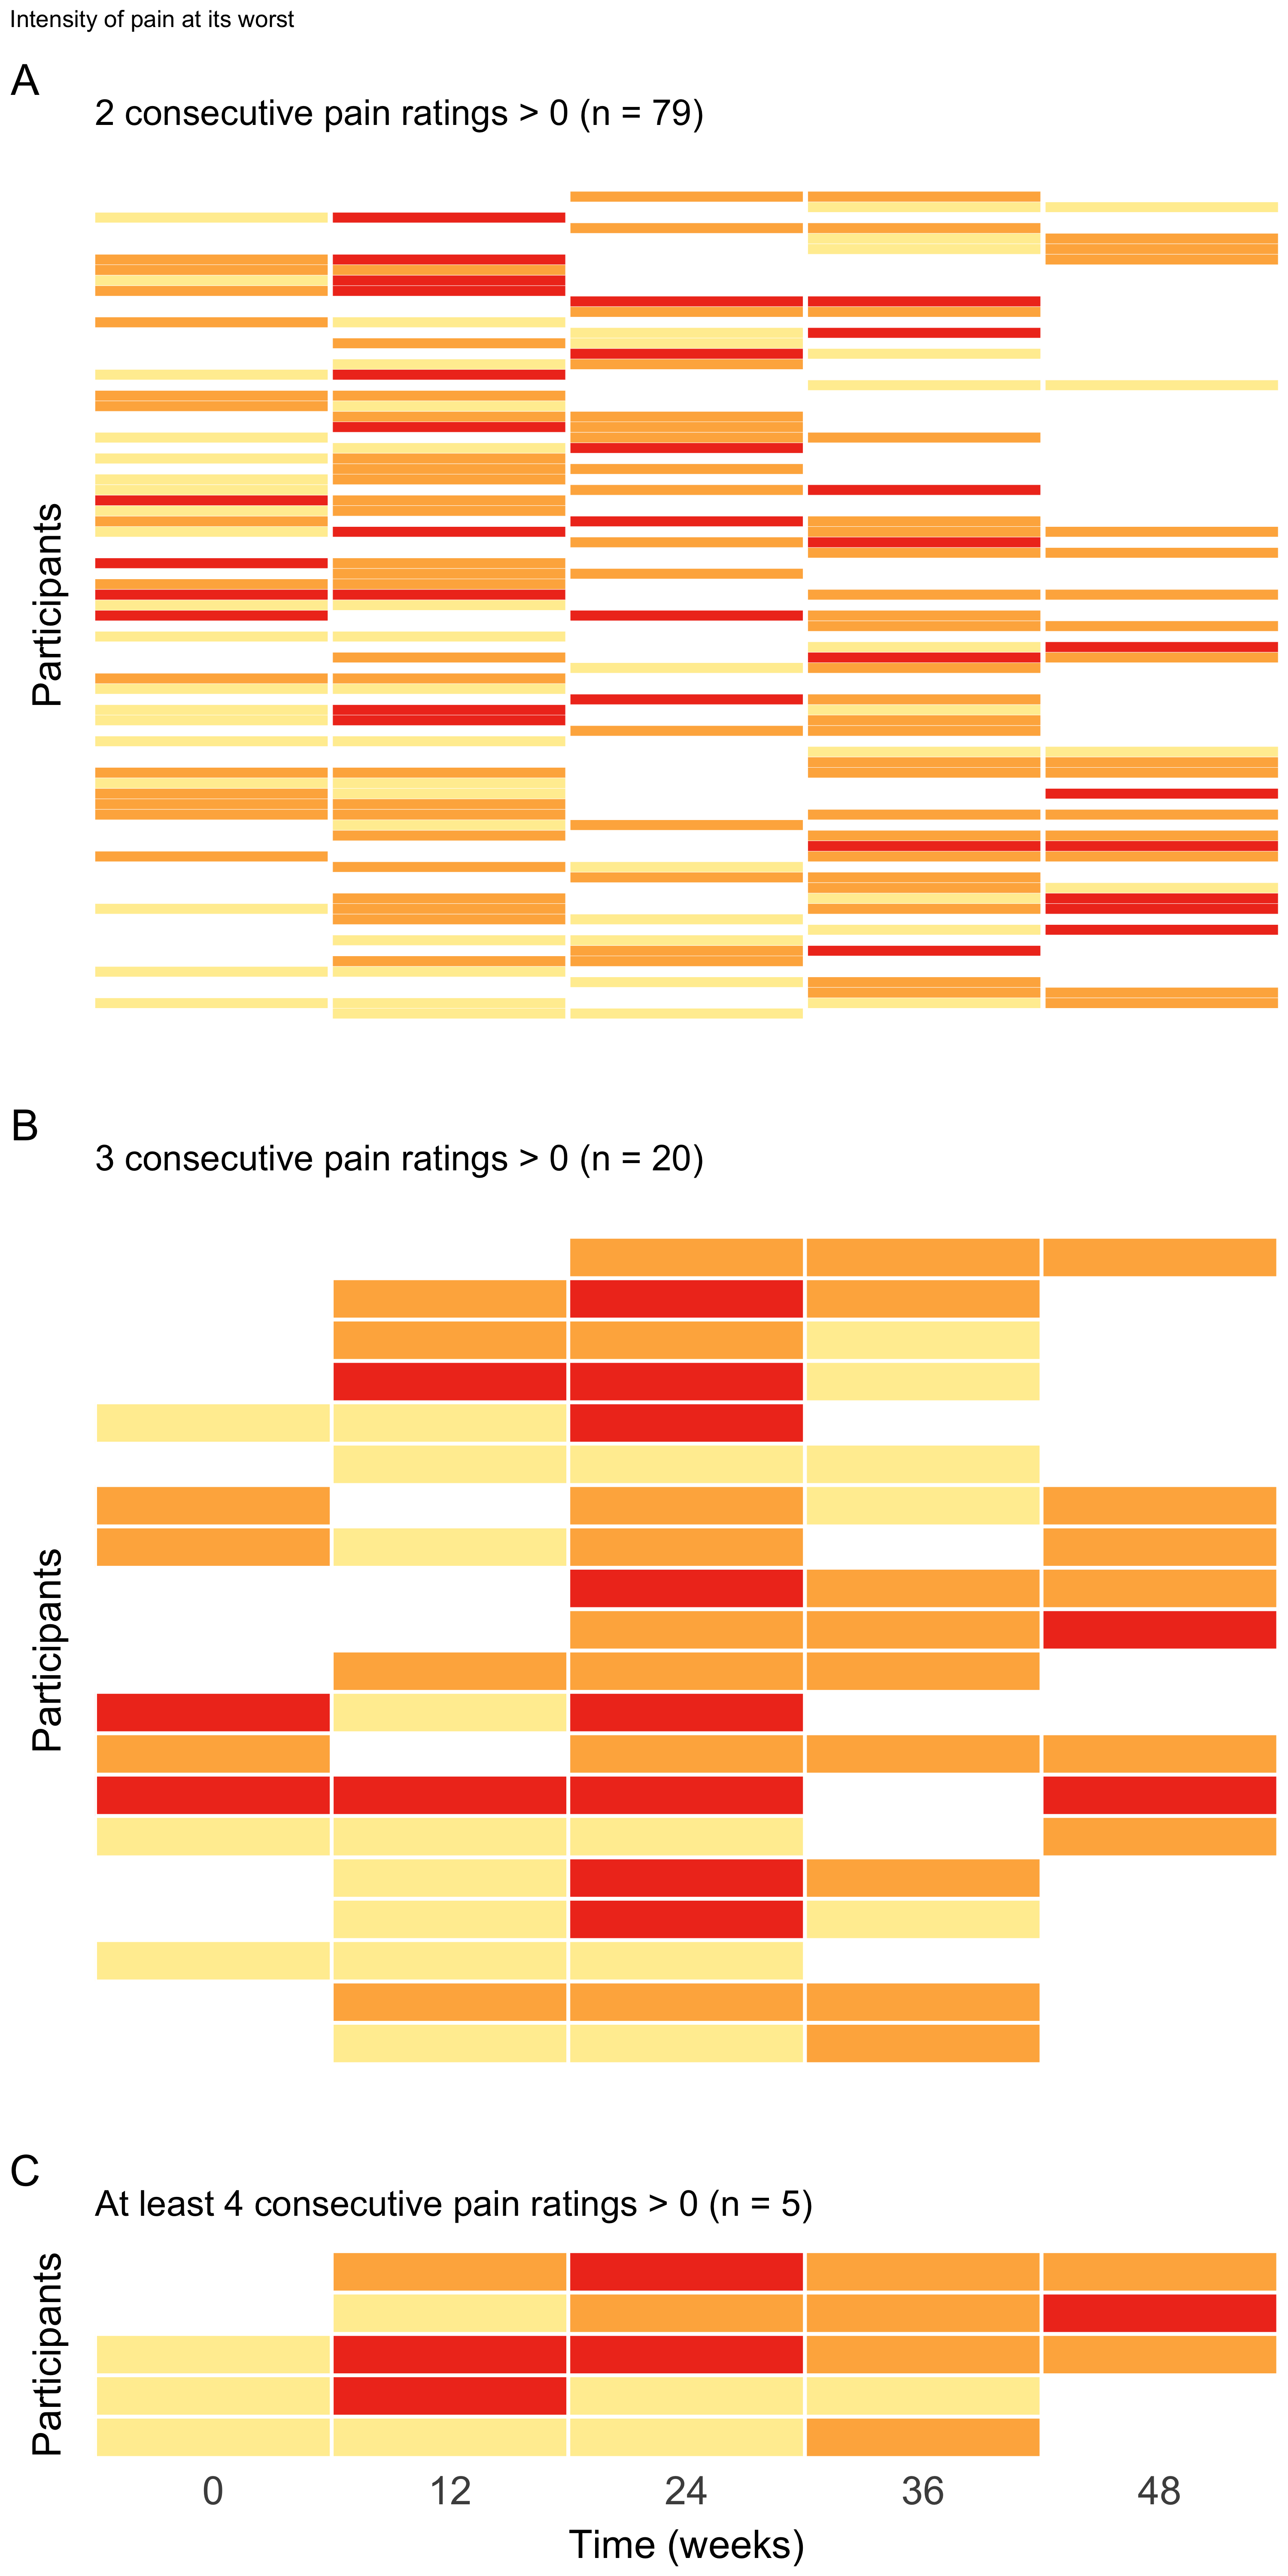 Intensity of pain at its worst
A
2 consecutive pain ratings > 0 (n = 79)
Participants
B
3 consecutive pain ratings > 0 (n = 20)
Participants
C
At least 4 consecutive pain ratings > 0 (n = 5)
Participants
0 12 24 36 48
Time (weeks)